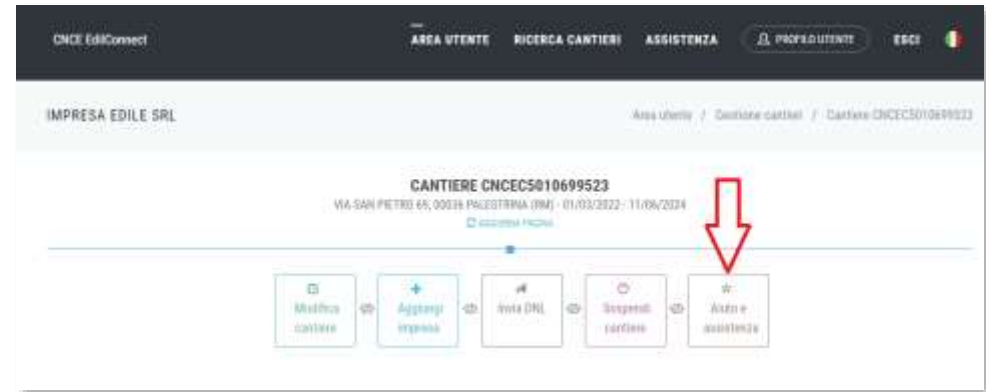 CNCE EdilConnect
AREA UTENTE RICERCA CANTIERI ASSISTENZA PROFILO UTENTE ESCI
IMPRESA EDILE SRL
Area utente / Gestione cantieri / Cantiere CNCEC5010699523
CANTIERE CNCEC5010699523
VIA SAN PIETRO 69, 00036 PALESTRINA (RM) - 01/03/2022 - 11/06/2024
AGGIORNA PAGINA
Modifica cantiere
Aggiungi impresa
Invia DNL
Sospendi cantiere
Aiuto e assistenza